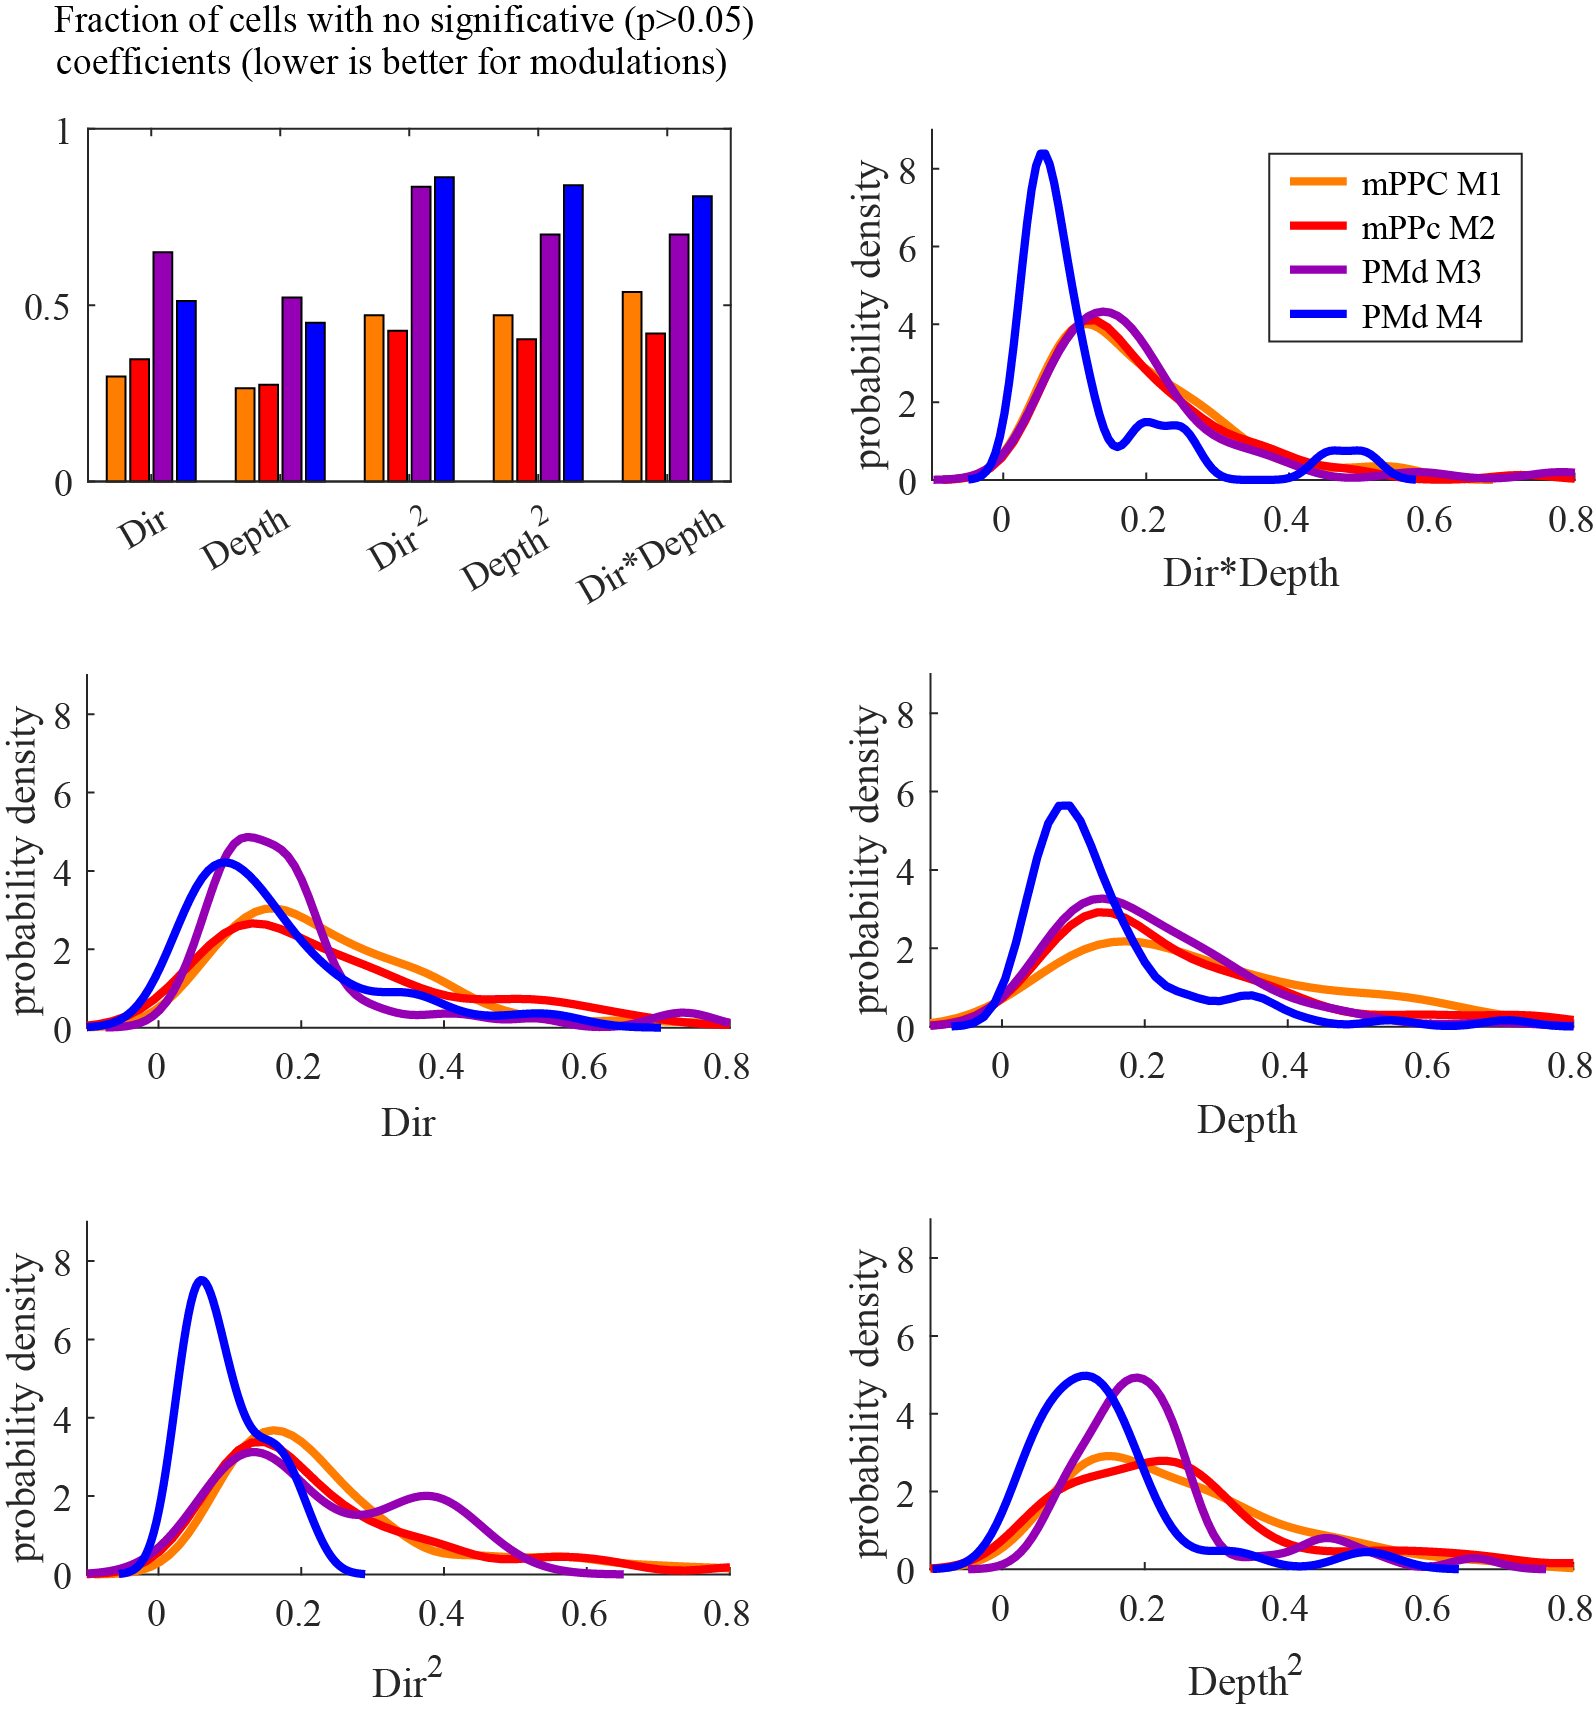 Fraction of cells with no significative (p>0.05)
coefficients (lower is better for modulations)
1
0.5
0
Dir
Depth
Dir²
Depth²
Dir*Depth
probability density
8
6
4
2
0
0 0.2 0.4 0.6 0.8
Dir*Depth
mPPC M1
mPPc M2
PMd M3
PMd M4
probability density
8
6
4
2
0
0 0.2 0.4 0.6 0.8
Dir
probability density
8
6
4
2
0
0 0.2 0.4 0.6 0.8
Depth
probability density
8
6
4
2
0
0 0.2 0.4 0.6 0.8
Dir²
probability density
8
6
4
2
0
0 0.2 0.4 0.6 0.8
Depth²